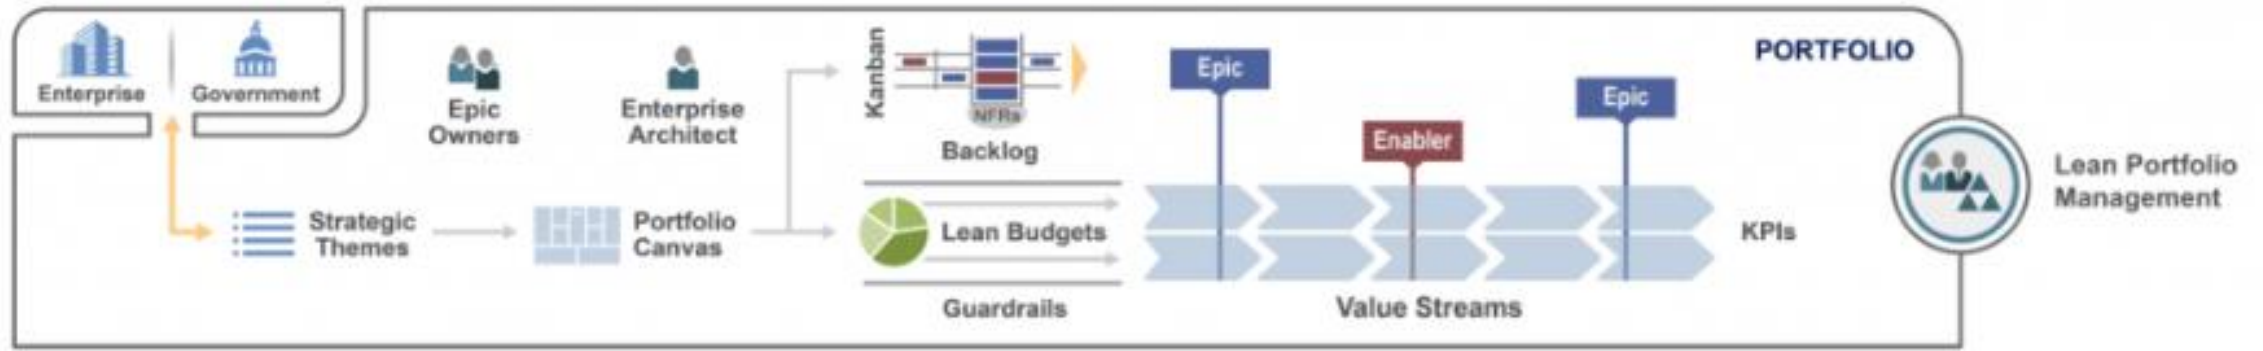 PORTFOLIO
Enterprise
Government
Epic
Owners
Enterprise
Architect
Kanban
NFRs
Backlog
Epic
Enabler
Epic
Lean Portfolio
Management
Strategic
Themes
Portfolio
Canvas
Lean Budgets
KPIs
Guardrails
Value Streams